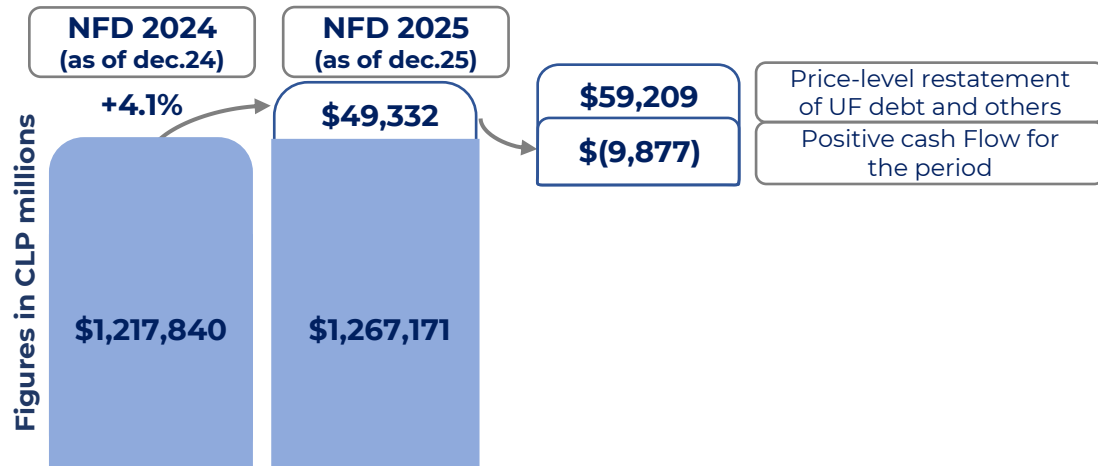 NFD 2024
(as of dec.24)
NFD 2025
(as of dec.25)
+4.1%
$49,332
$59,209
Price-level restatement
of UF debt and others
$(9,877)
Positive cash Flow for
the period
Figures in CLP millions
$1,217,840
$1,267,171